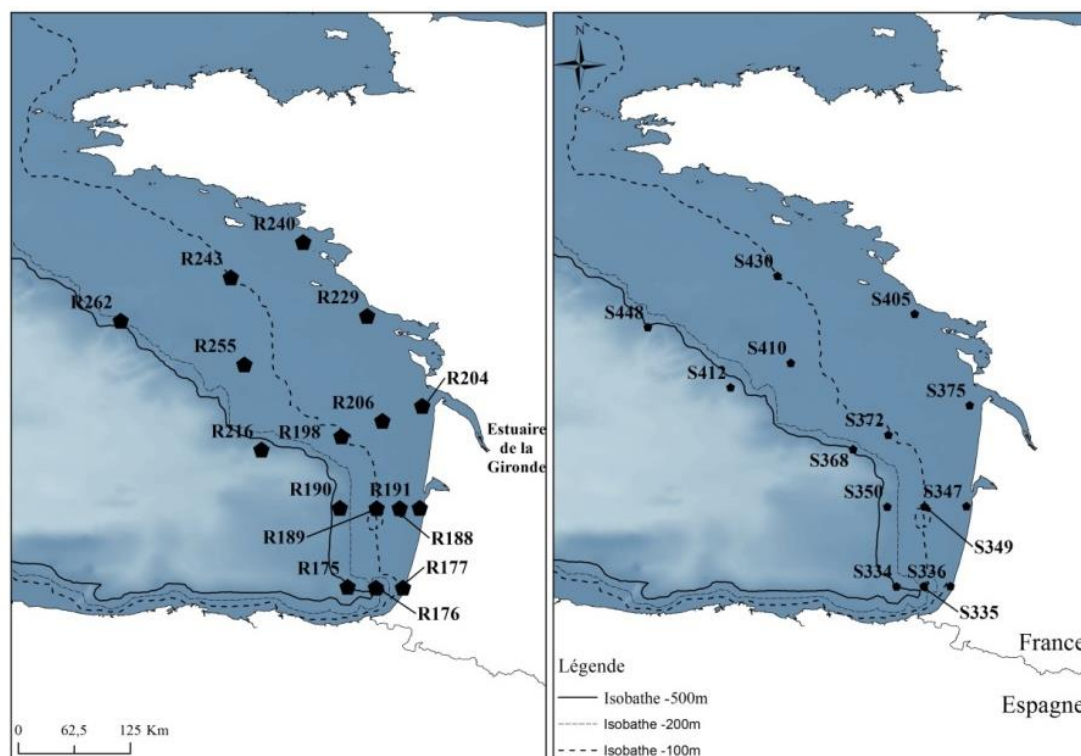 R240
R243
R262
R229
R255
R204
R206
R198
R216
Estuaire
de la
Gironde
R190
R191
R189
R188
R175
R177
R176
0
62,5
125 Km
N
S430
S405
S448
S410
S412
S375
S372
S368
S350
S347
S349
S334
S336
S335
France
Espagne
Légende
Isobathe -500m
Isobathe -200m
Isobathe -100m